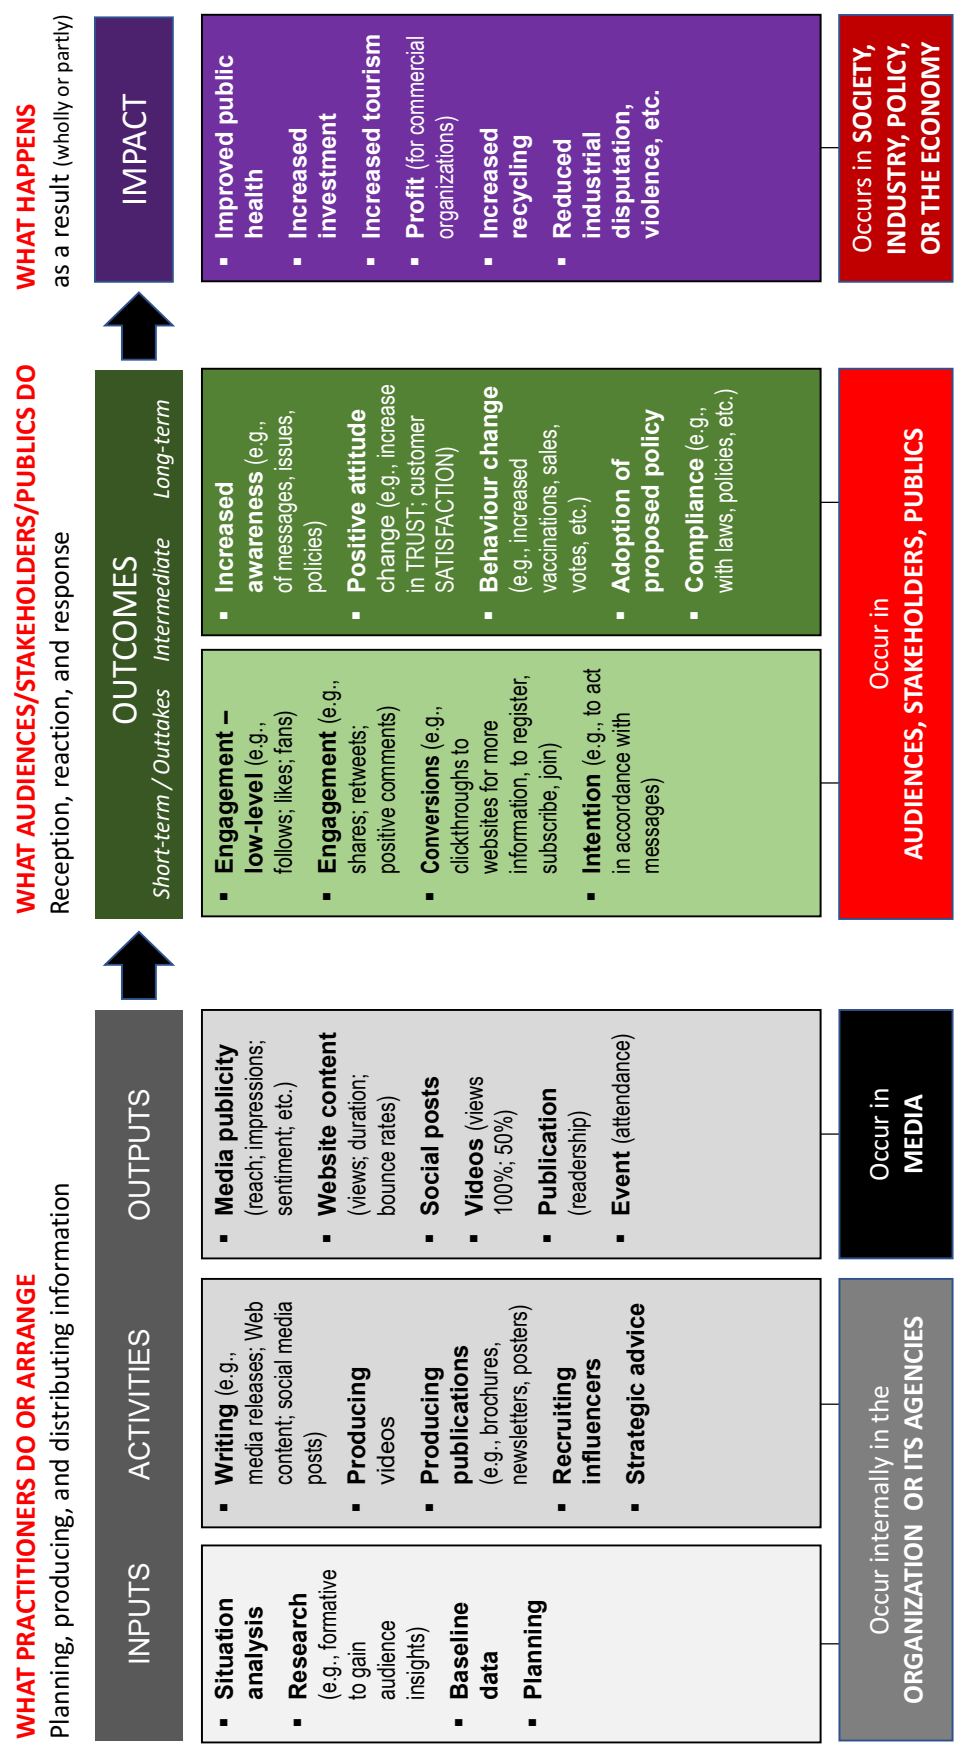 WHAT PRACTITIONERS DO OR ARRANGE
Planning, producing, and distributing information
WHAT AUDIENCES/STAKEHOLDERS/PUBLICS DO
Reception, reaction, and response
WHAT HAPPENS
as a result (wholly or partly)
INPUTS
ACTIVITIES
OUTPUTS
OUTCOMES
Short-term / Outtakes
Intermediate
Long-term
IMPACT
▪ Situation
analysis
▪ Research
(e.g., formative
to gain
audience
insights)
▪ Baseline
data
▪ Planning
▪ Writing (e.g.,
media releases; Web
content; social media
posts)
▪ Producing
videos
▪ Producing
publications
(e.g., brochures,
newsletters, posters)
▪ Recruiting
influencers
▪ Strategic advice
▪ Media publicity
(reach; impressions;
sentiment; etc.)
▪ Website content
(views; duration;
bounce rates)
▪ Social posts
▪ Videos (views
100%; 50%)
▪ Publication
(readership)
▪ Event (attendance)
▪ Engagement –
low-level (e.g.,
follows; likes; fans)
▪ Engagement (e.g.,
shares; retweets;
positive comments)
▪ Conversions (e.g.,
clickthroughs to
websites for more
information, to register,
subscribe, join)
▪ Intention (e.g., to act
in accordance with
messages)
▪ Increased
awareness (e.g.,
of messages, issues,
policies)
▪ Positive attitude
change (e.g., increase
in TRUST; customer
SATISFACTION)
▪ Behaviour change
(e.g., increased
vaccinations, sales,
votes, etc.)
▪ Adoption of
proposed policy
▪ Compliance (e.g.,
with laws, policies, etc.)
▪ Improved public
health
▪ Increased
investment
▪ Increased tourism
▪ Profit (for commercial
organizations)
▪ Increased
recycling
▪ Reduced
industrial
disputation,
violence, etc.
Occur internally in the
ORGANIZATION OR ITS AGENCIES
Occur in
MEDIA
Occur in
AUDIENCES, STAKEHOLDERS, PUBLICS
Occurs in SOCIETY,
INDUSTRY, POLICY,
OR THE ECONOMY